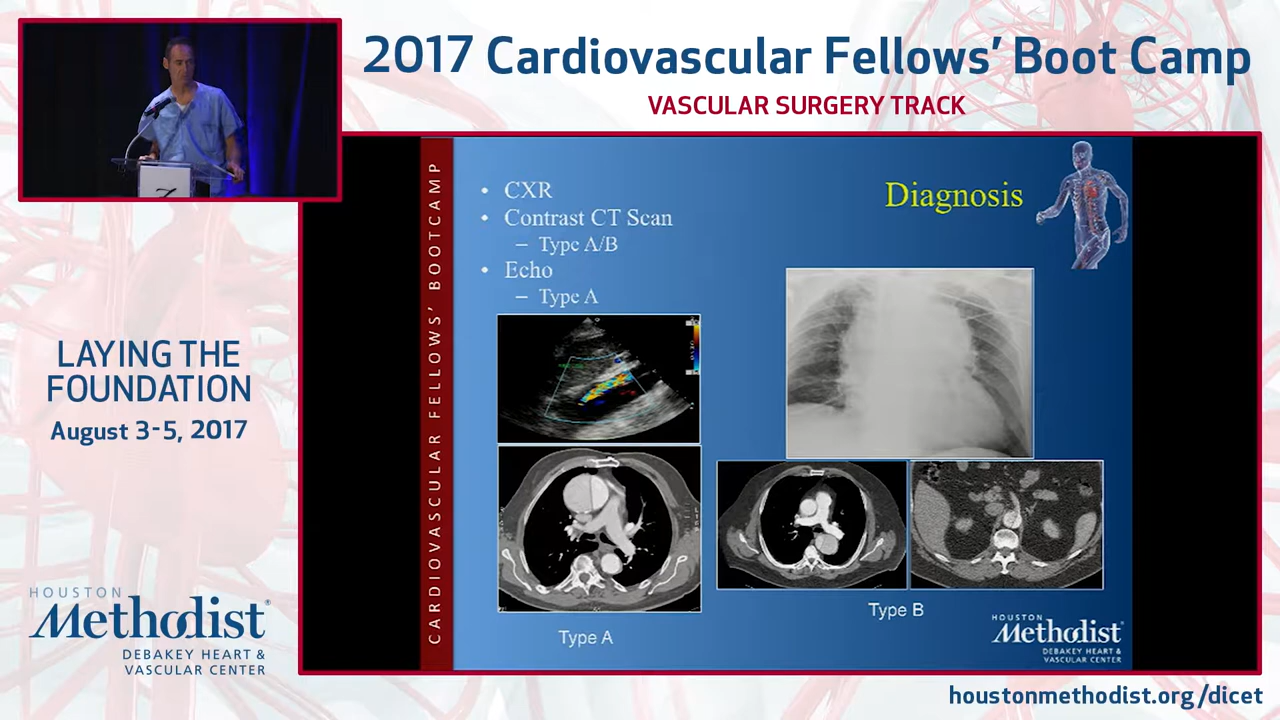 2017 Cardiovascular Fellows' Boot Camp
VASCULAR SURGERY TRACK
LAYING THE
FOUNDATION
August 3-5, 2017
HOUSTON
Methodist®
DEBAKEY HEART &
VASCULAR CENTER
CARDIOVASCULAR FELLOWS' BOOTCAMP
Diagnosis
• CXR
• Contrast CT Scan
– Type A/B
• Echo
– Type A
Type A
Type B
HOUSTON
Methodist®
DEBAKEY HEART &
VASCULAR CENTER
houstonmethodist.org/dicet